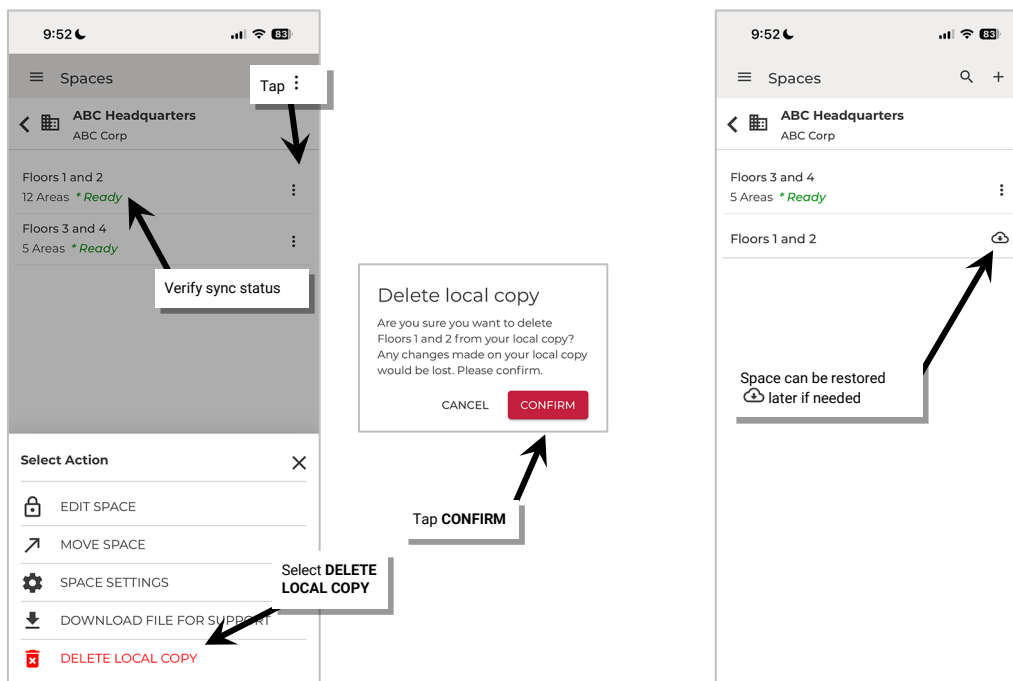 9:52
83
Spaces
Tap
ABC Headquarters
ABC Corp
Floors 1 and 2
12 Areas * Ready
Floors 3 and 4
5 Areas * Ready
Verify sync status
Select Action
EDIT SPACE
MOVE SPACE
SPACE SETTINGS
DOWNLOAD FILE FOR SUPPORT
DELETE LOCAL COPY
Select DELETE
LOCAL COPY
Delete local copy
Are you sure you want to delete
Floors 1 and 2 from your local copy?
Any changes made on your local copy
would be lost. Please confirm.
CANCEL
CONFIRM
Tap CONFIRM
9:52
83
Spaces
ABC Headquarters
ABC Corp
Floors 3 and 4
5 Areas * Ready
Floors 1 and 2
Space can be restored
later if needed